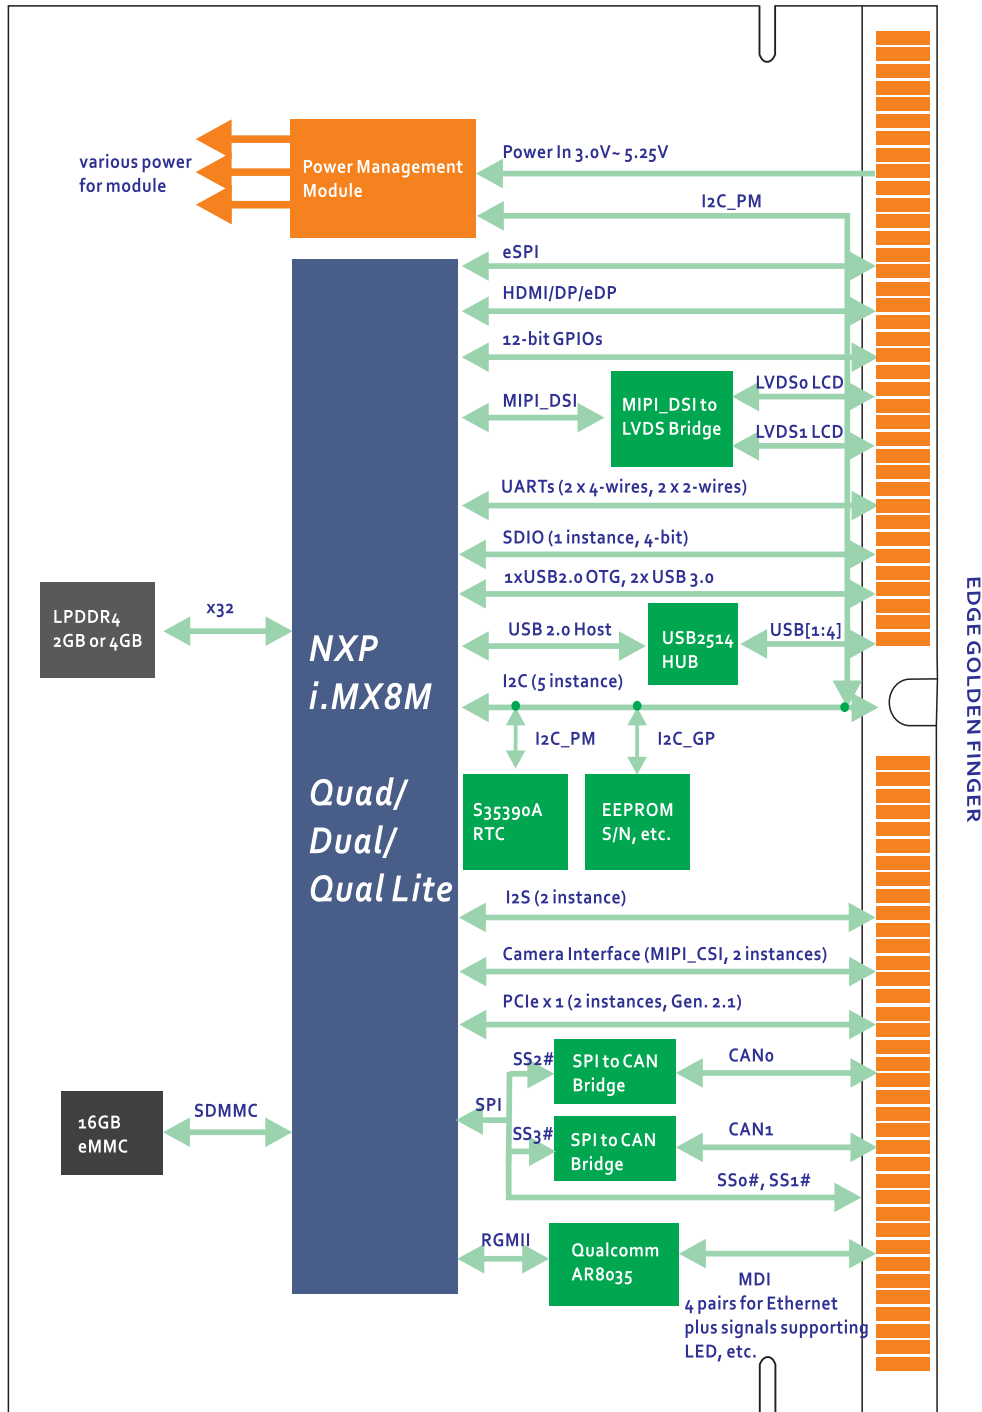 Power In 3.0V~ 5.25V
various power
for module
Power Management
Module
I2C_PM
eSPI
HDMI/DP/eDP
12-bit GPIOs
MIPI_DSI
MIPI_DSI to
LVDS Bridge
LVDS0 LCD
LVDS1 LCD
UARTs (2 x 4-wires, 2 x 2-wires)
SDIO (1 instance, 4-bit)
1xUSB2.0 OTG, 2x USB 3.0
LPDDR4
2GB or 4GB
x32
NXP
i.MX8M
Quad/
Dual/
Qual Lite
USB 2.0 Host
USB2514
HUB
USB[1:4]
I2C (5 instance)
I2C_PM
I2C_GP
S35390A
RTC
EEPROM
S/N, etc.
EDGE GOLDEN FINGER
I2S (2 instance)
Camera Interface (MIPI_CSI, 2 instances)
PCIe x 1 (2 instances, Gen. 2.1)
SS2#
SPI to CAN
Bridge
CAN0
SPI
16GB
eMMC
SDMMC
SS3#
SPI to CAN
Bridge
CAN1
SS0#, SS1#
RGMII
Qualcomm
AR8035
MDI
4 pairs for Ethernet
plus signals supporting
LED, etc.